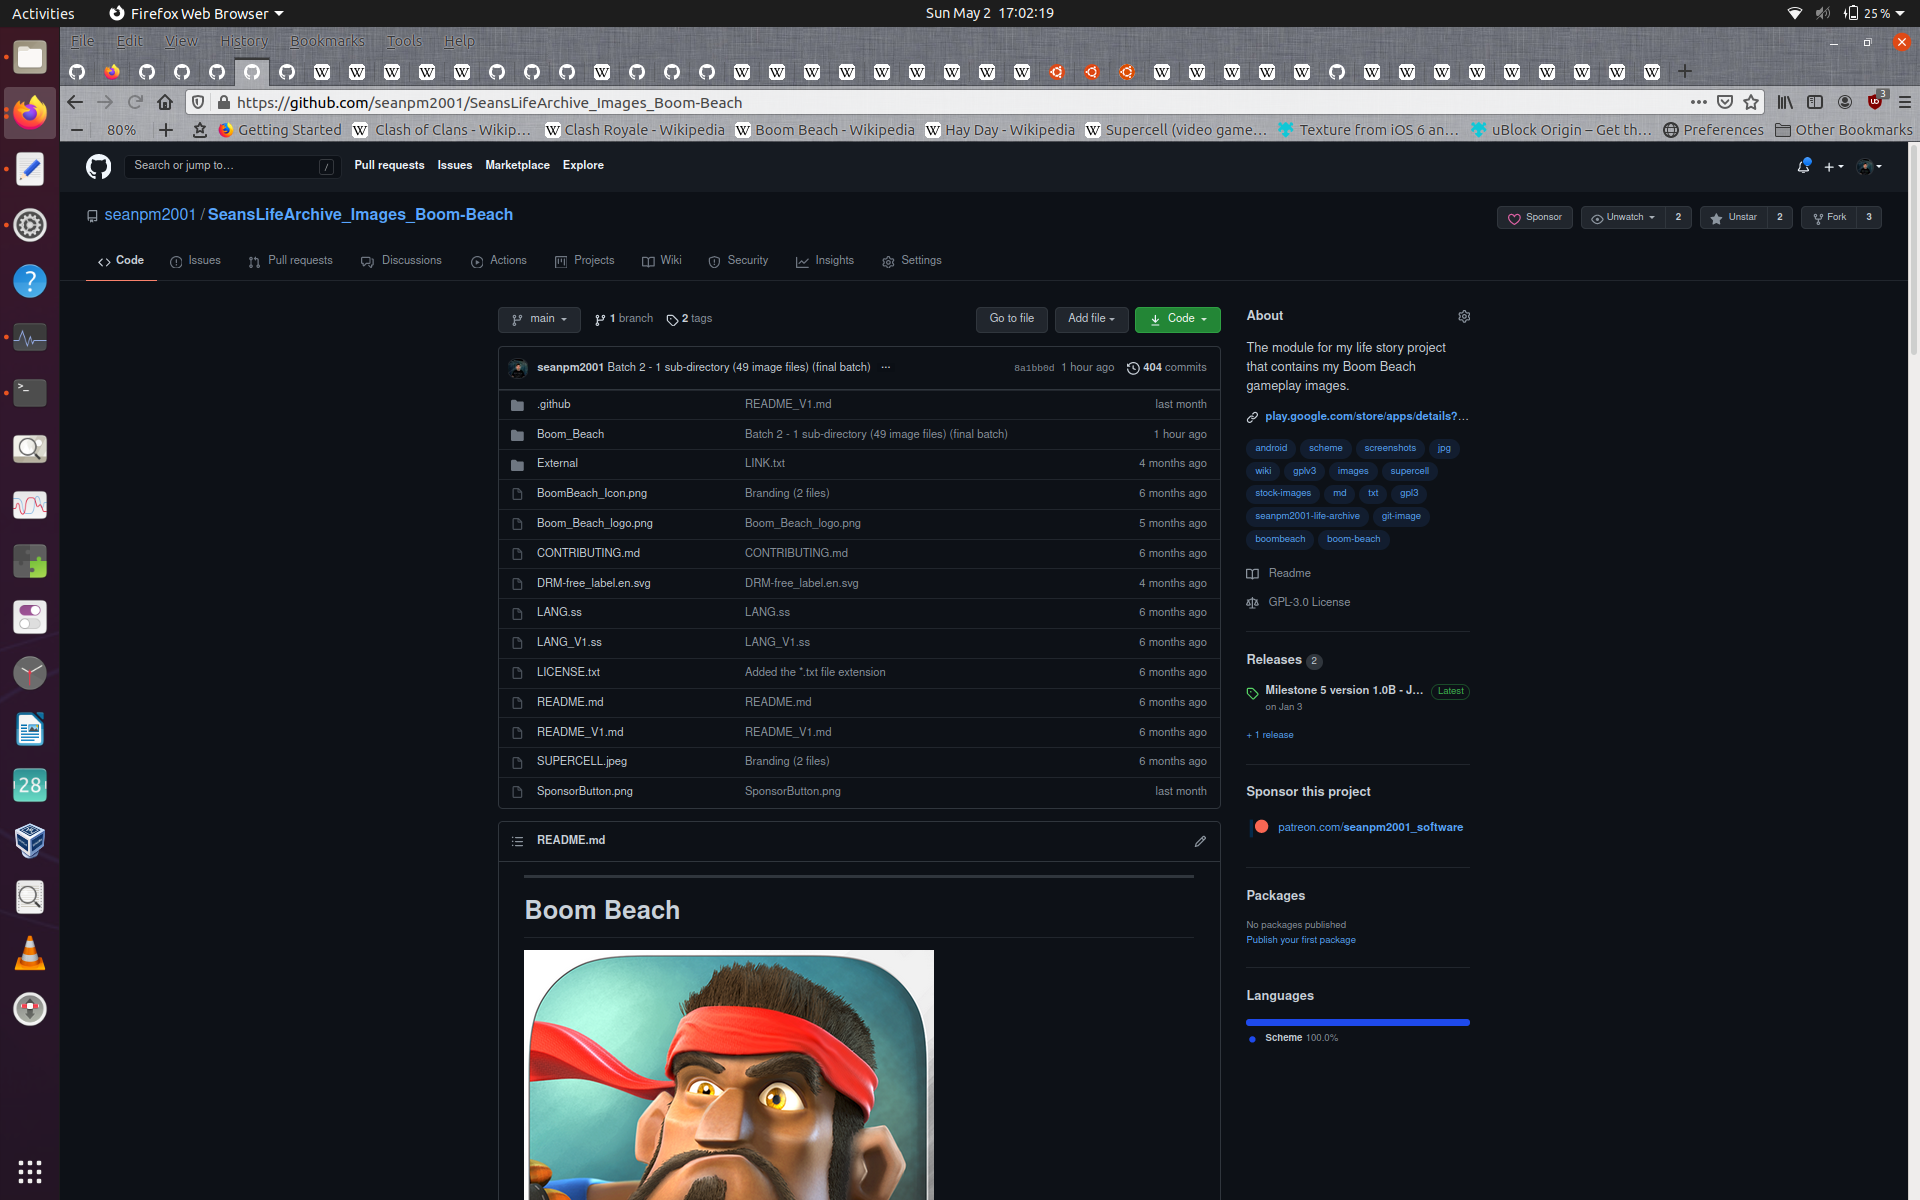 Activities
Firefox Web Browser
Sun May 2 17:02:19
25 %
File Edit View History Bookmarks Tools Help
https://github.com/seanpm2001/SeansLifeArchive_Images_Boom-Beach
3
80%
Getting Started
Clash of Clans - Wikip…
Clash Royale - Wikipedia
Boom Beach - Wikipedia
Hay Day - Wikipedia
Supercell (video game…
Texture from iOS 6 an…
uBlock Origin – Get th…
Preferences
Other Bookmarks
Search or jump to…
/
Pull requests
Issues
Marketplace
Explore
seanpm2001 / SeansLifeArchive_Images_Boom-Beach
Sponsor
Unwatch 2
Unstar 2
Fork 3
Code
Issues
Pull requests
Discussions
Actions
Projects
Wiki
Security
Insights
Settings
main
1 branch
2 tags
Go to file
Add file
Code
seanpm2001 Batch 2 - 1 sub-directory (49 image files) (final batch) ...
8a1bb0d 1 hour ago
404 commits
.github README_V1.md last month
Boom_Beach Batch 2 - 1 sub-directory (49 image files) (final batch) 1 hour ago
External LINK.txt 4 months ago
BoomBeach_Icon.png Branding (2 files) 6 months ago
Boom_Beach_logo.png Boom_Beach_logo.png 5 months ago
CONTRIBUTING.md CONTRIBUTING.md 6 months ago
DRM-free_label.en.svg DRM-free_label.en.svg 4 months ago
LANG.ss LANG.ss 6 months ago
LANG_V1.ss LANG_V1.ss 6 months ago
LICENSE.txt Added the *.txt file extension 6 months ago
README.md README.md 6 months ago
README_V1.md README_V1.md 6 months ago
SUPERCELL.jpeg Branding (2 files) 6 months ago
SponsorButton.png SponsorButton.png last month
README.md
Boom Beach
About
The module for my life story project
that contains my Boom Beach
gameplay images.
play.google.com/store/apps/details?…
android scheme screenshots jpg
wiki gplv3 images supercell
stock-images md txt gpl3
seanpm2001-life-archive git-image
boombeach boom-beach
Readme
GPL-3.0 License
Releases 2
Milestone 5 version 1.0B - J… Latest
on Jan 3
+ 1 release
Sponsor this project
patreon.com/seanpm2001_software
Packages
No packages published
Publish your first package
Languages
Scheme 100.0%
28